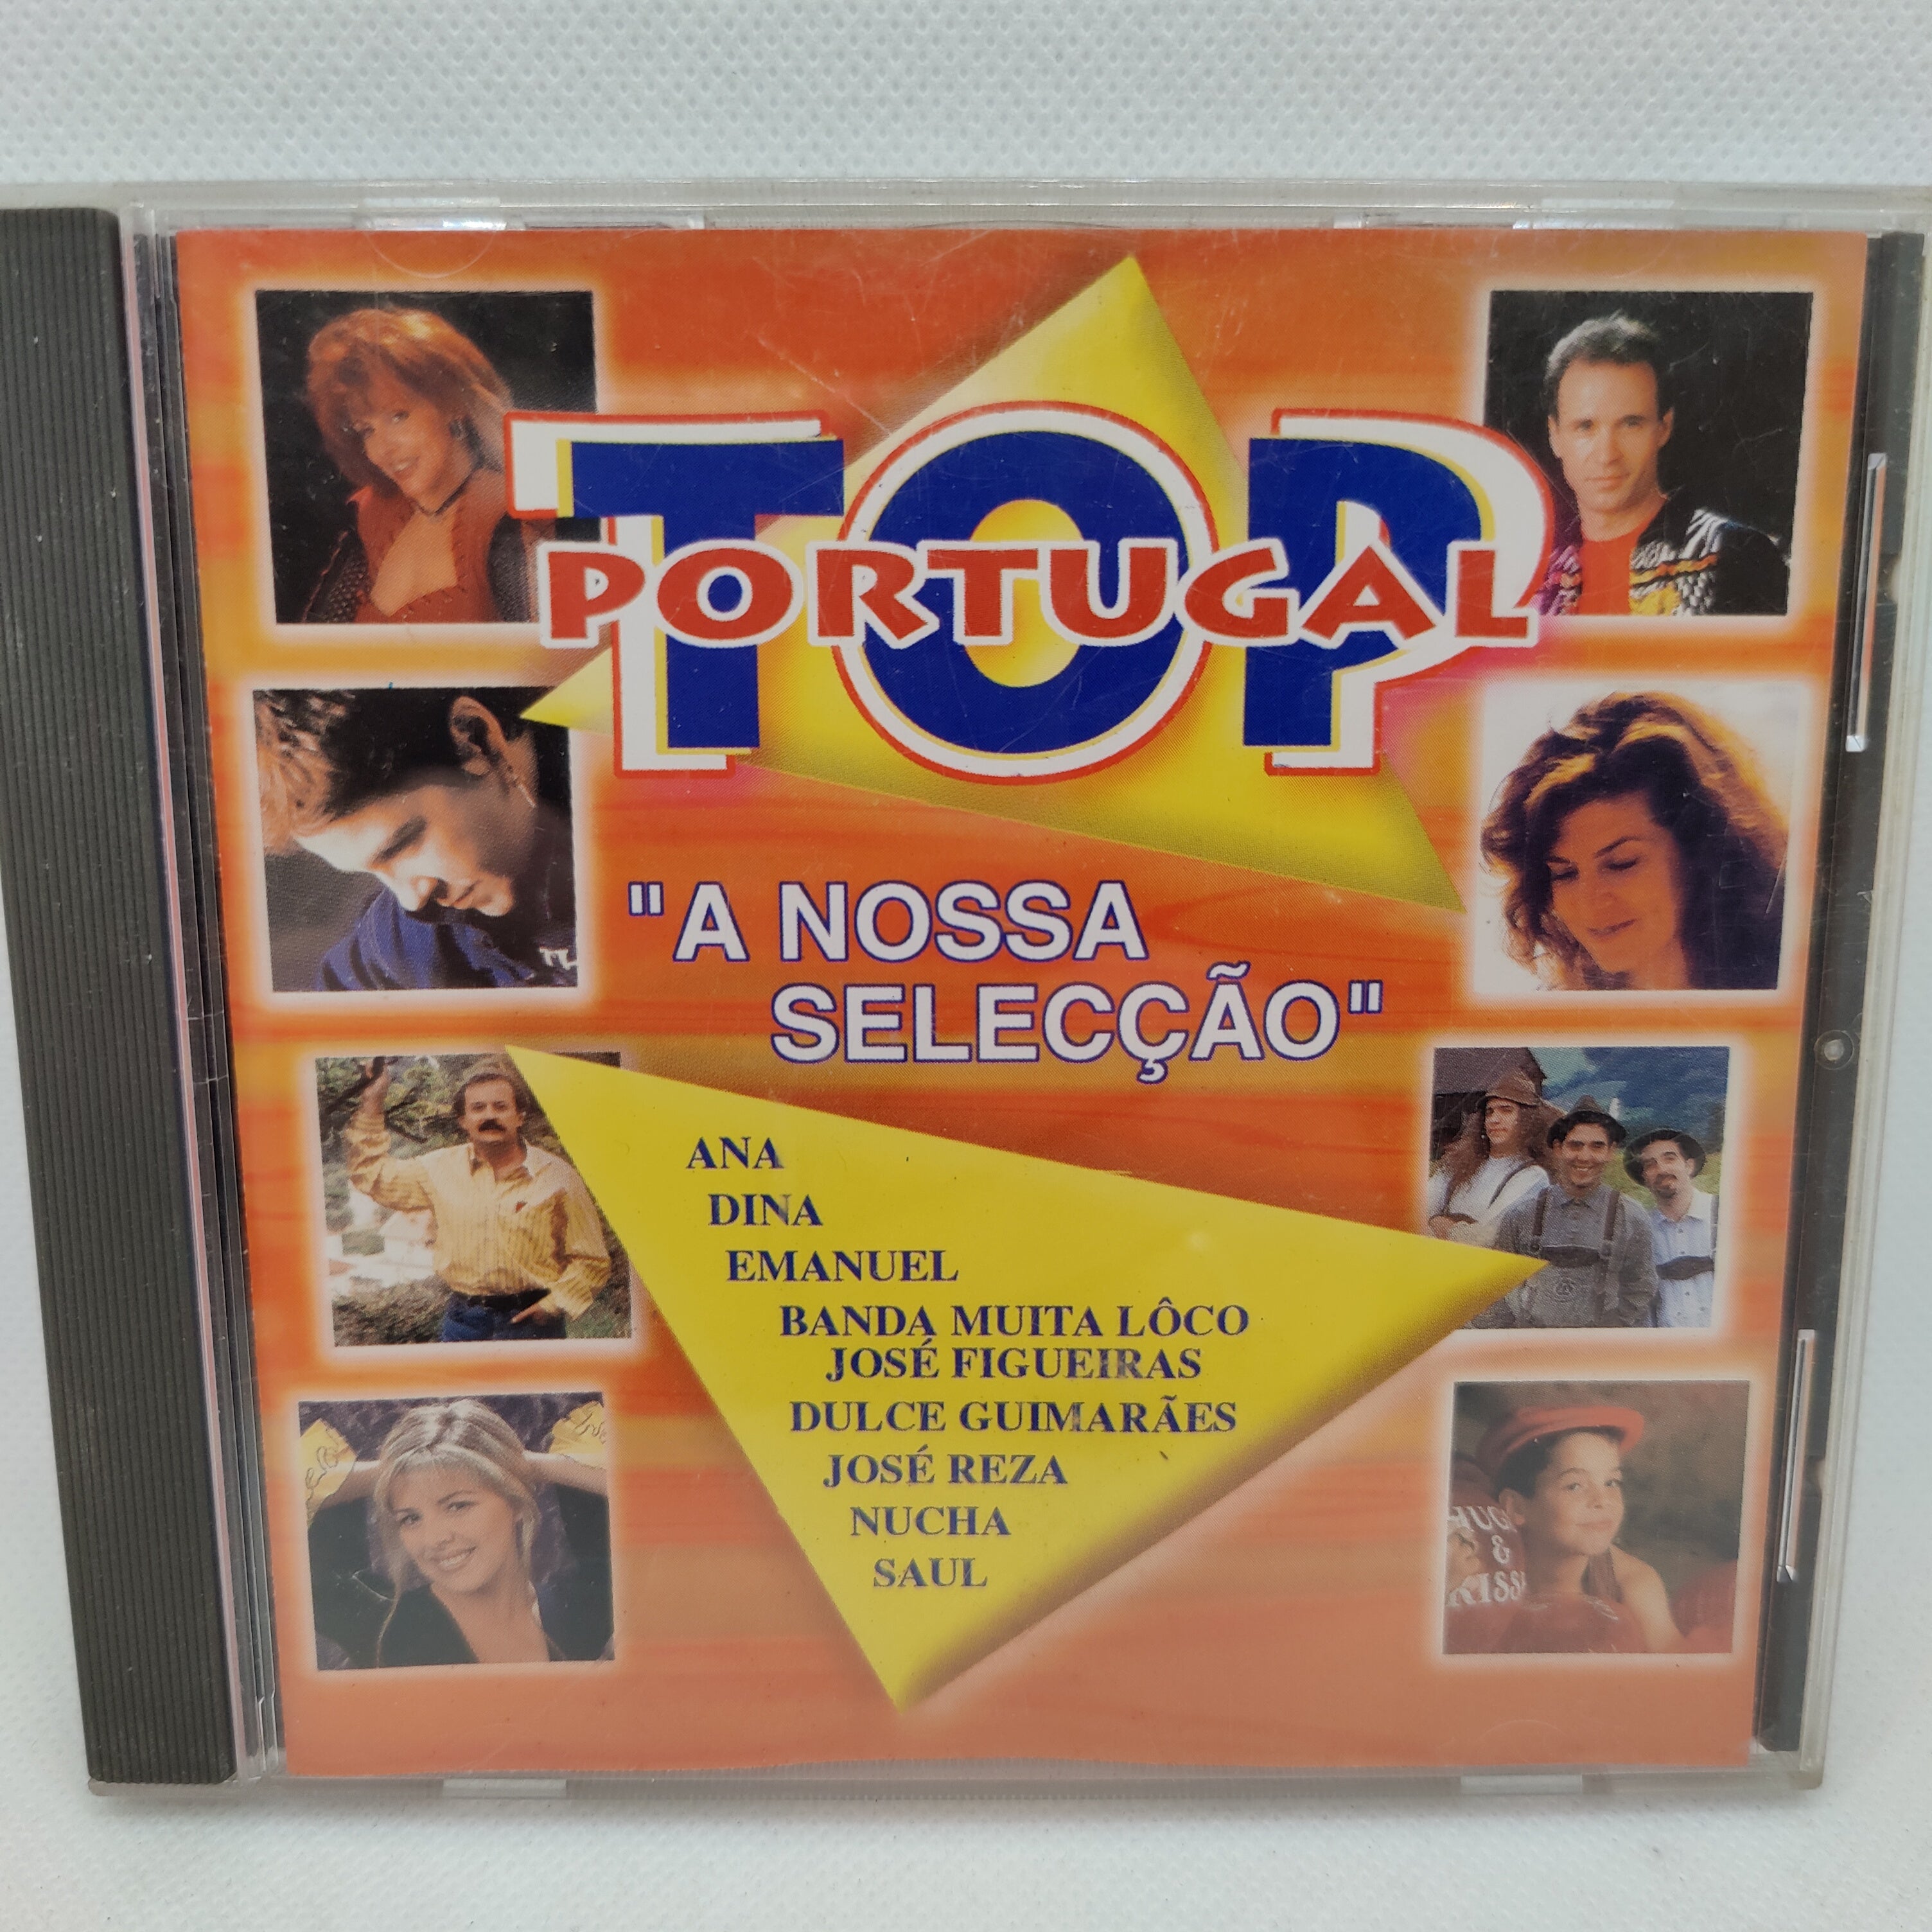 TOP
PORTUGAL
"A NOSSA
SELECÇÃO"
ANA
DINA
EMANUEL
BANDA MUITA LÔCO
JOSÉ FIGUEIRAS
DULCE GUIMARÃES
JOSÉ REZA
NUCHA
SAUL
&